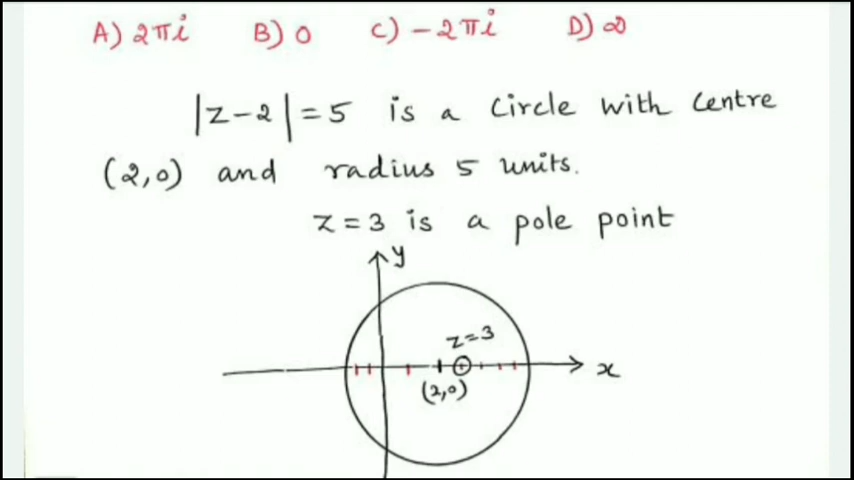 A) 2πi B) 0 C) -2πi D) ∞
|z-2| = 5 is a circle with centre
(2,0) and radius 5 units.
z = 3 is a pole point
y
z=3
x
(2,0)